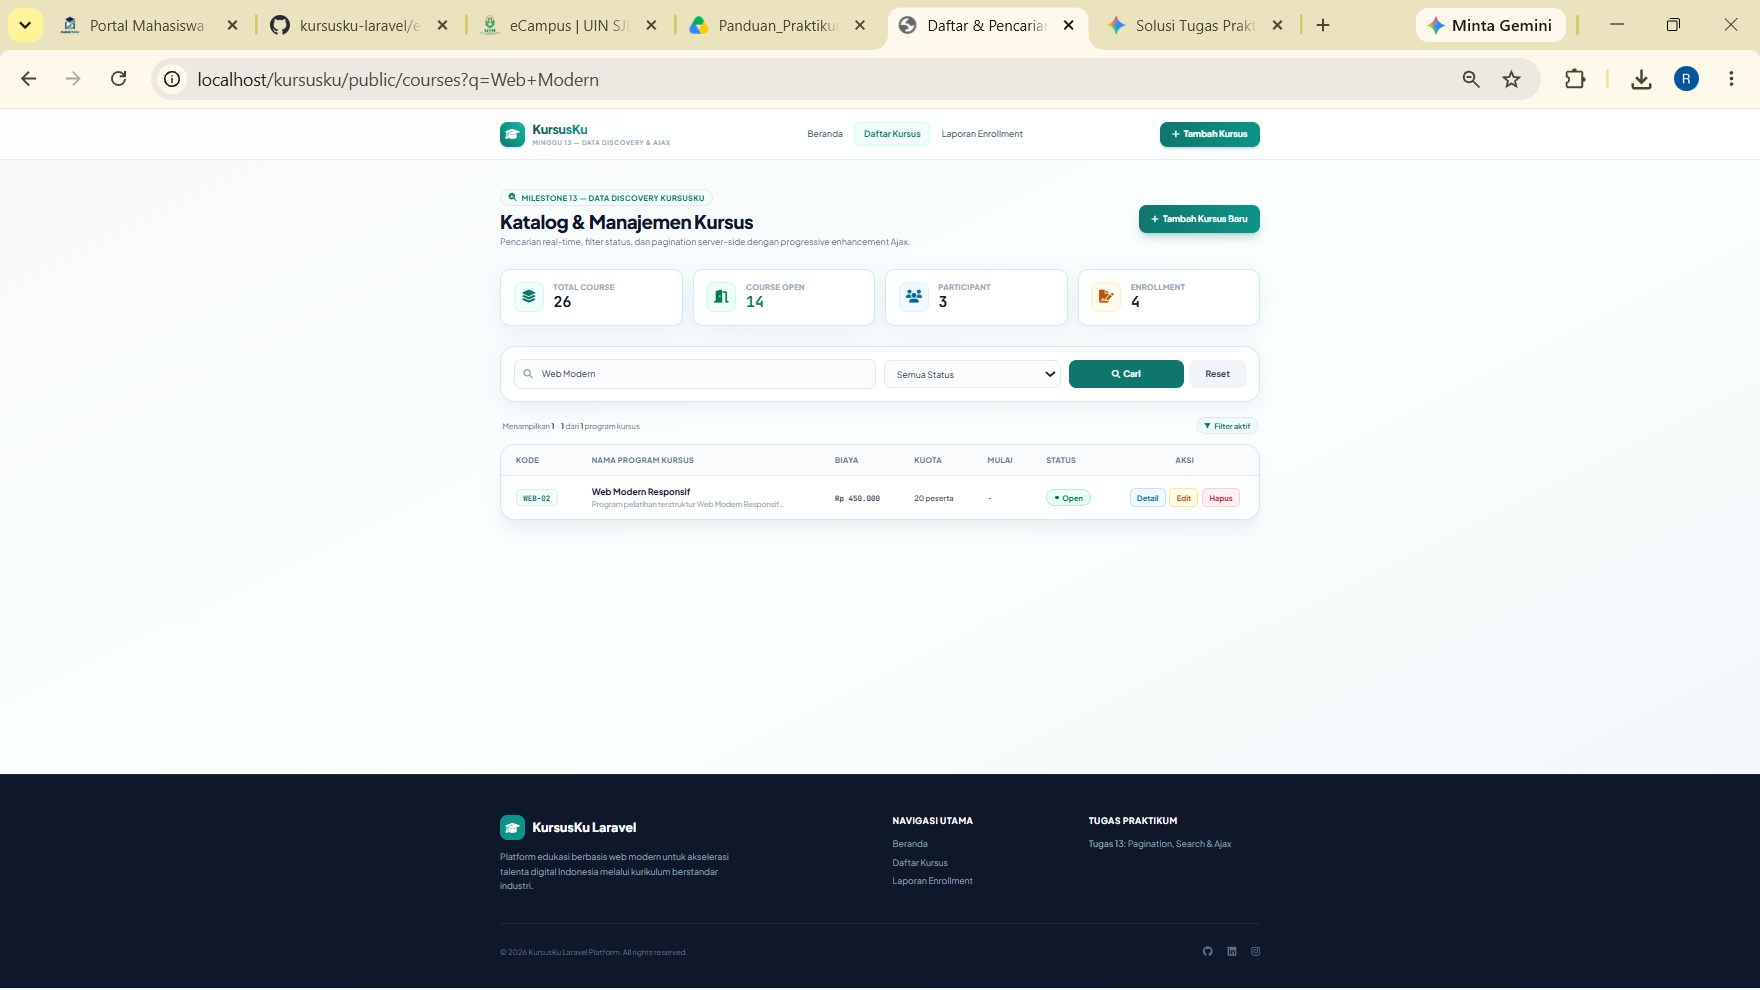 Portal Mahasiswa
kursusku-laravel/e
eCampus | UIN SJ
Panduan_Praktiku
Daftar & Pencarian
Solusi Tugas Prakt
Minta Gemini
localhost/kursusku/public/courses?q=Web+Modern
R
KursusKu
MINGGU 13 — DATA DISCOVERY & AJAX
Beranda
Daftar Kursus
Laporan Enrollment
+ Tambah Kursus
MILESTONE 13 — DATA DISCOVERY KURSUSKU
Katalog & Manajemen Kursus
Pencarian real-time, filter status, dan pagination server-side dengan progressive enhancement Ajax.
+ Tambah Kursus Baru
TOTAL COURSE
26
COURSE OPEN
14
PARTICIPANT
3
ENROLLMENT
4
Web Modern
Semua Status
Cari
Reset
Menampilkan 1 - 1 dari 1 program kursus
Filter aktif
KODE NAMA PROGRAM KURSUS BIAYA KUOTA MULAI STATUS AKSI
WEB-02 Web Modern Responsif Rp 450.000 20 peserta - Open Detail Edit Hapus
Program pelatihan terstruktur Web Modern Responsif...
KursusKu Laravel
Platform edukasi berbasis web modern untuk akselerasi
talenta digital Indonesia melalui kurikulum berstandar
industri.
NAVIGASI UTAMA
Beranda
Daftar Kursus
Laporan Enrollment
TUGAS PRAKTIKUM
Tugas 13: Pagination, Search & Ajax
© 2026 KursusKu Laravel Platform. All rights reserved.